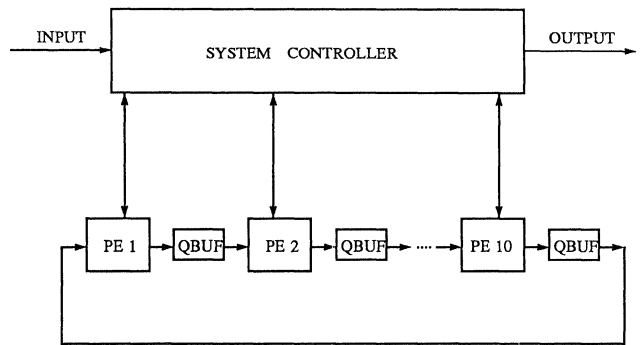 INPUT
SYSTEM CONTROLLER
OUTPUT
PE 1
QBUF
PE 2
QBUF
....
PE 10
QBUF